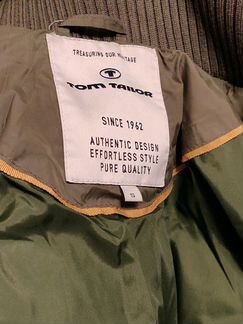 TREASURING OUR HERITAGE
TOM TAILOR
SINCE 1962
AUTHENTIC DESIGN
EFFORTLESS STYLE
PURE QUALITY
S